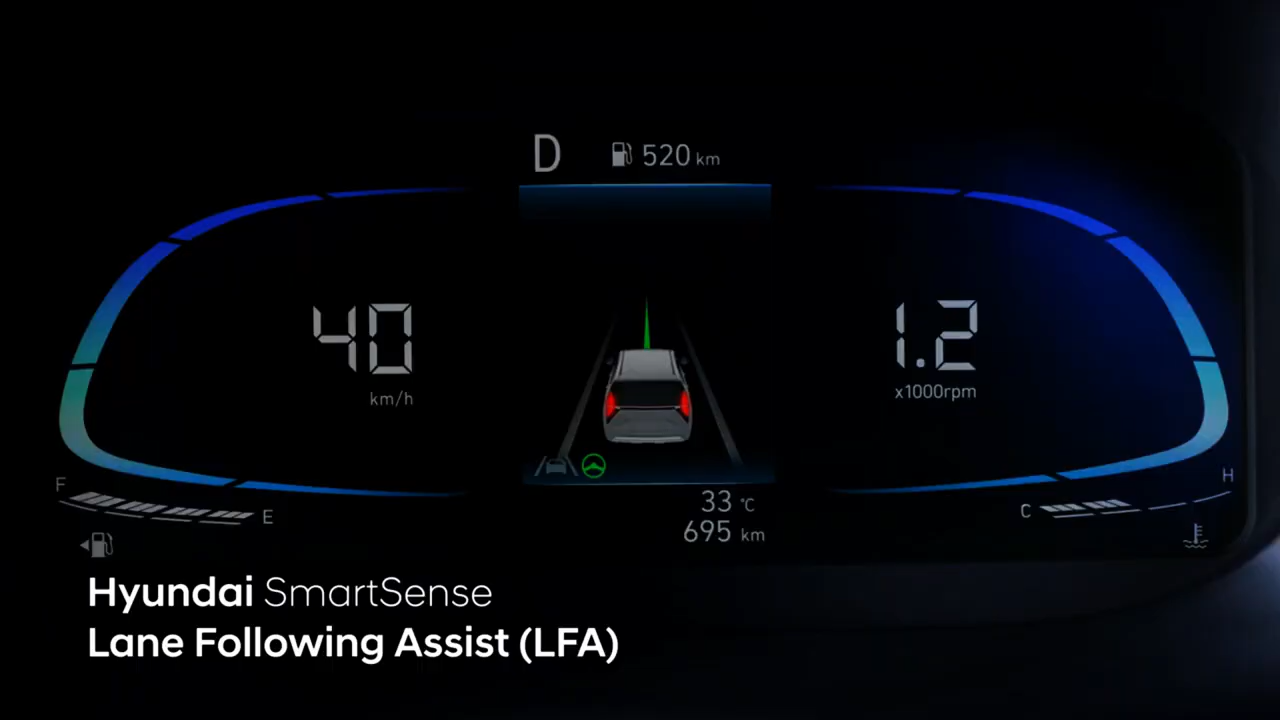 D 520 km
40
km/h
1.2
x1000rpm
F
E
33 °C
695 km
C
H
Hyundai SmartSense
Lane Following Assist (LFA)